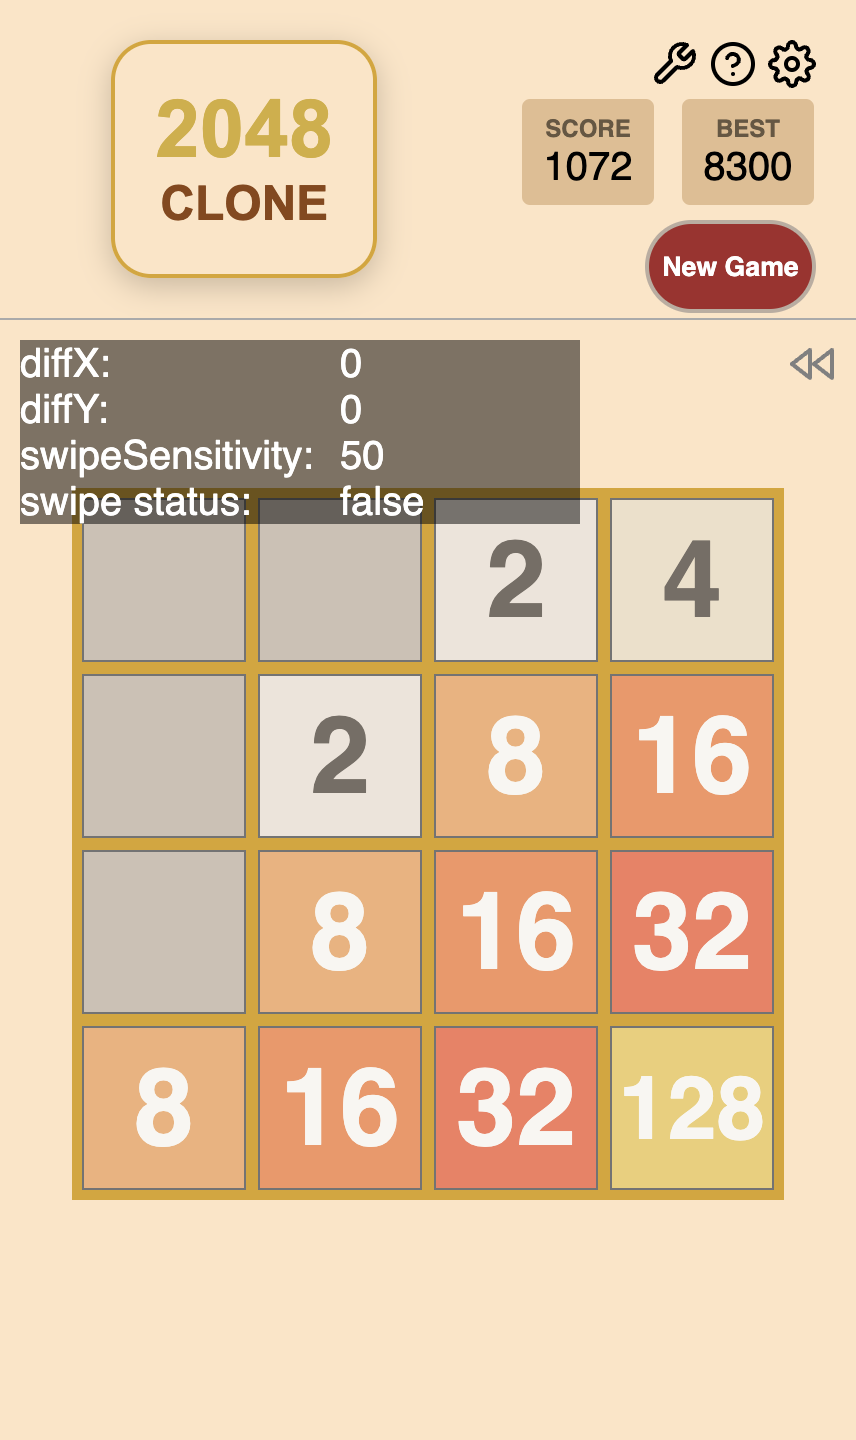 2048
CLONE
SCORE
1072
BEST
8300
New Game
diffX: 0
diffY: 0
swipeSensitivity: 50
swipe status: false
2 4
2 8 16
8 16 32
8 16 32 128